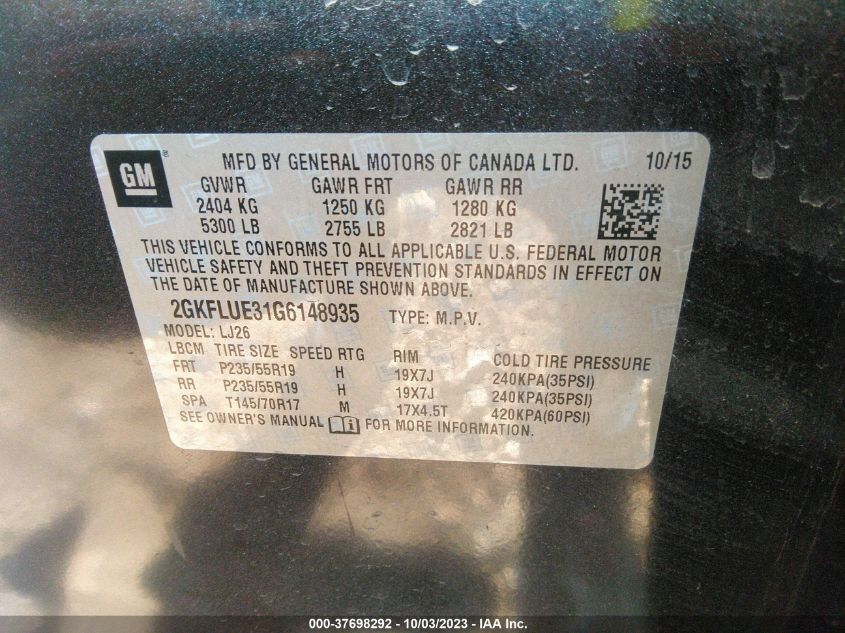 GM
MFD BY GENERAL MOTORS OF CANADA LTD. 10/15
GVWR GAWR FRT GAWR RR
2404 KG 1250 KG 1280 KG
5300 LB 2755 LB 2821 LB
THIS VEHICLE CONFORMS TO ALL APPLICABLE U.S. FEDERAL MOTOR
VEHICLE SAFETY AND THEFT PREVENTION STANDARDS IN EFFECT ON
THE DATE OF MANUFACTURE SHOWN ABOVE.
2GKFLUE31G6148935 TYPE: M.P.V.
MODEL: LJ26
LBCM TIRE SIZE SPEED RTG RIM COLD TIRE PRESSURE
FRT P235/55R19 H 19X7J 240KPA(35PSI)
RR P235/55R19 H 19X7J 240KPA(35PSI)
SPA T145/70R17 M 17X4.5T 420KPA(60PSI)
SEE OWNER'S MANUAL FOR MORE INFORMATION.
000-37698292 - 10/03/2023 - IAA Inc.